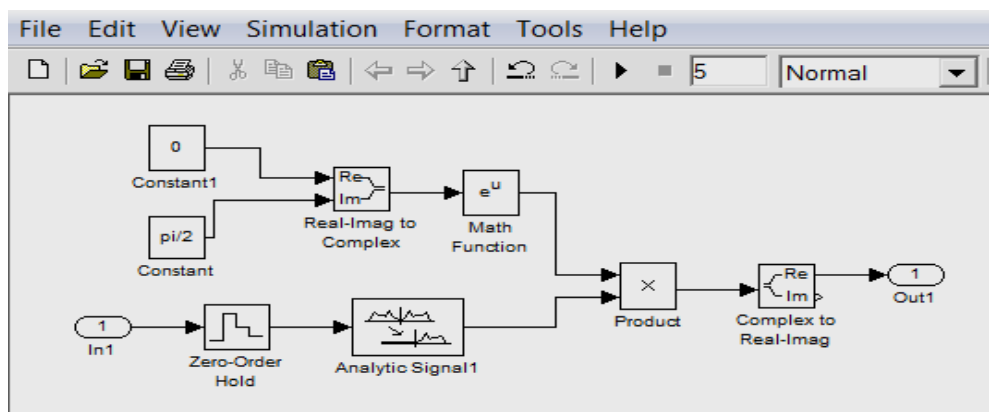 File Edit View Simulation Format Tools Help
5 Normal
0
Constant1
pi/2
Constant
Re
Im
Real-Imag to
Complex
e^u
Math
Function
1
In1
Zero-Order
Hold
Analytic Signal1
×
Product
Re
Im
Complex to
Real-Imag
1
Out1